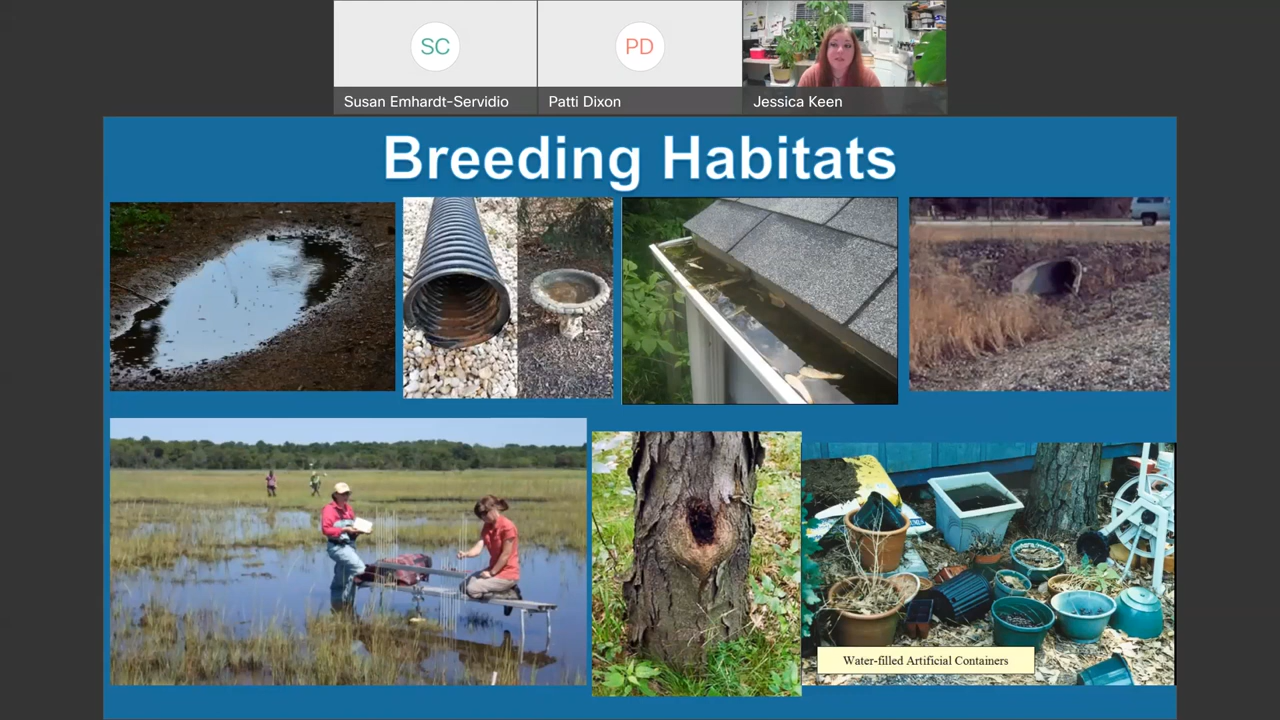 SC
PD
Susan Emhardt-Servidio
Patti Dixon
Jessica Keen
Breeding Habitats
Water-filled Artificial Containers